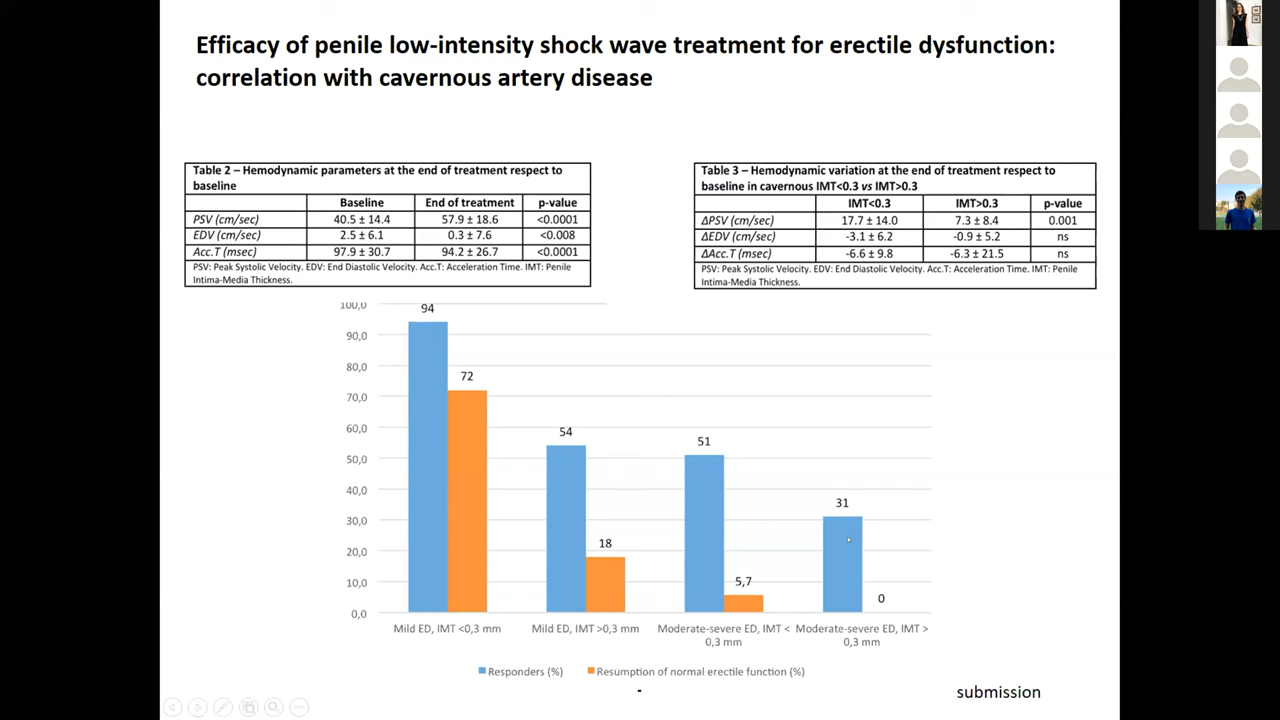 Efficacy of penile low-intensity shock wave treatment for erectile dysfunction:
correlation with cavernous artery disease
Table 2 – Hemodynamic parameters at the end of treatment respect to
baseline
Baseline End of treatment p-value
PSV (cm/sec) 40.5 ± 14.4 57.9 ± 18.6 <0.0001
EDV (cm/sec) 2.5 ± 6.1 0.3 ± 7.6 <0.008
Acc.T (msec) 97.9 ± 30.7 94.2 ± 26.7 <0.0001
PSV: Peak Systolic Velocity. EDV: End Diastolic Velocity. Acc.T: Acceleration Time. IMT: Penile
Intima-Media Thickness.
Table 3 – Hemodynamic variation at the end of treatment respect to
baseline in cavernous IMT<0.3 vs IMT>0.3
IMT<0.3 IMT>0.3 p-value
ΔPSV (cm/sec) 17.7 ± 14.0 7.3 ± 8.4 0.001
ΔEDV (cm/sec) -3.1 ± 6.2 -0.9 ± 5.2 ns
ΔAcc.T (msec) -6.6 ± 9.8 -6.3 ± 21.5 ns
PSV: Peak Systolic Velocity. EDV: End Diastolic Velocity. Acc.T: Acceleration Time. IMT: Penile
Intima-Media Thickness.
100,0
90,0
80,0
70,0
60,0
50,0
40,0
30,0
20,0
10,0
0,0
94
72
54
18
51
5,7
31
0
Mild ED, IMT <0,3 mm
Mild ED, IMT >0,3 mm
Moderate-severe ED, IMT <
0,3 mm
Moderate-severe ED, IMT >
0,3 mm
Responders (%) Resumption of normal erectile function (%)
-
submission